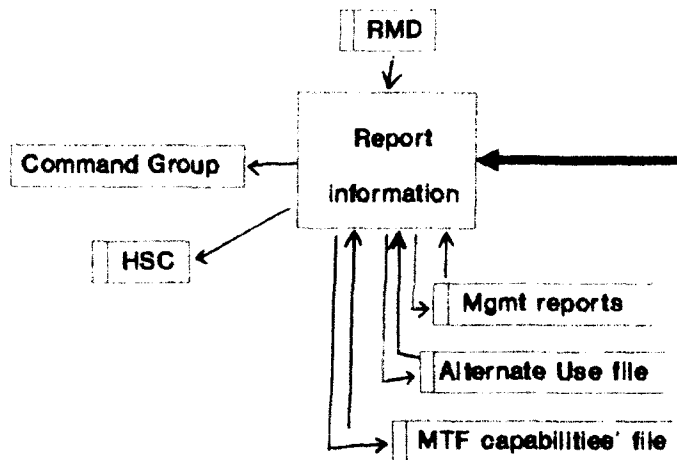 RMD
Report
information
Command Group
HSC
Mgmt reports
Alternate Use file
MTF capabilities' file